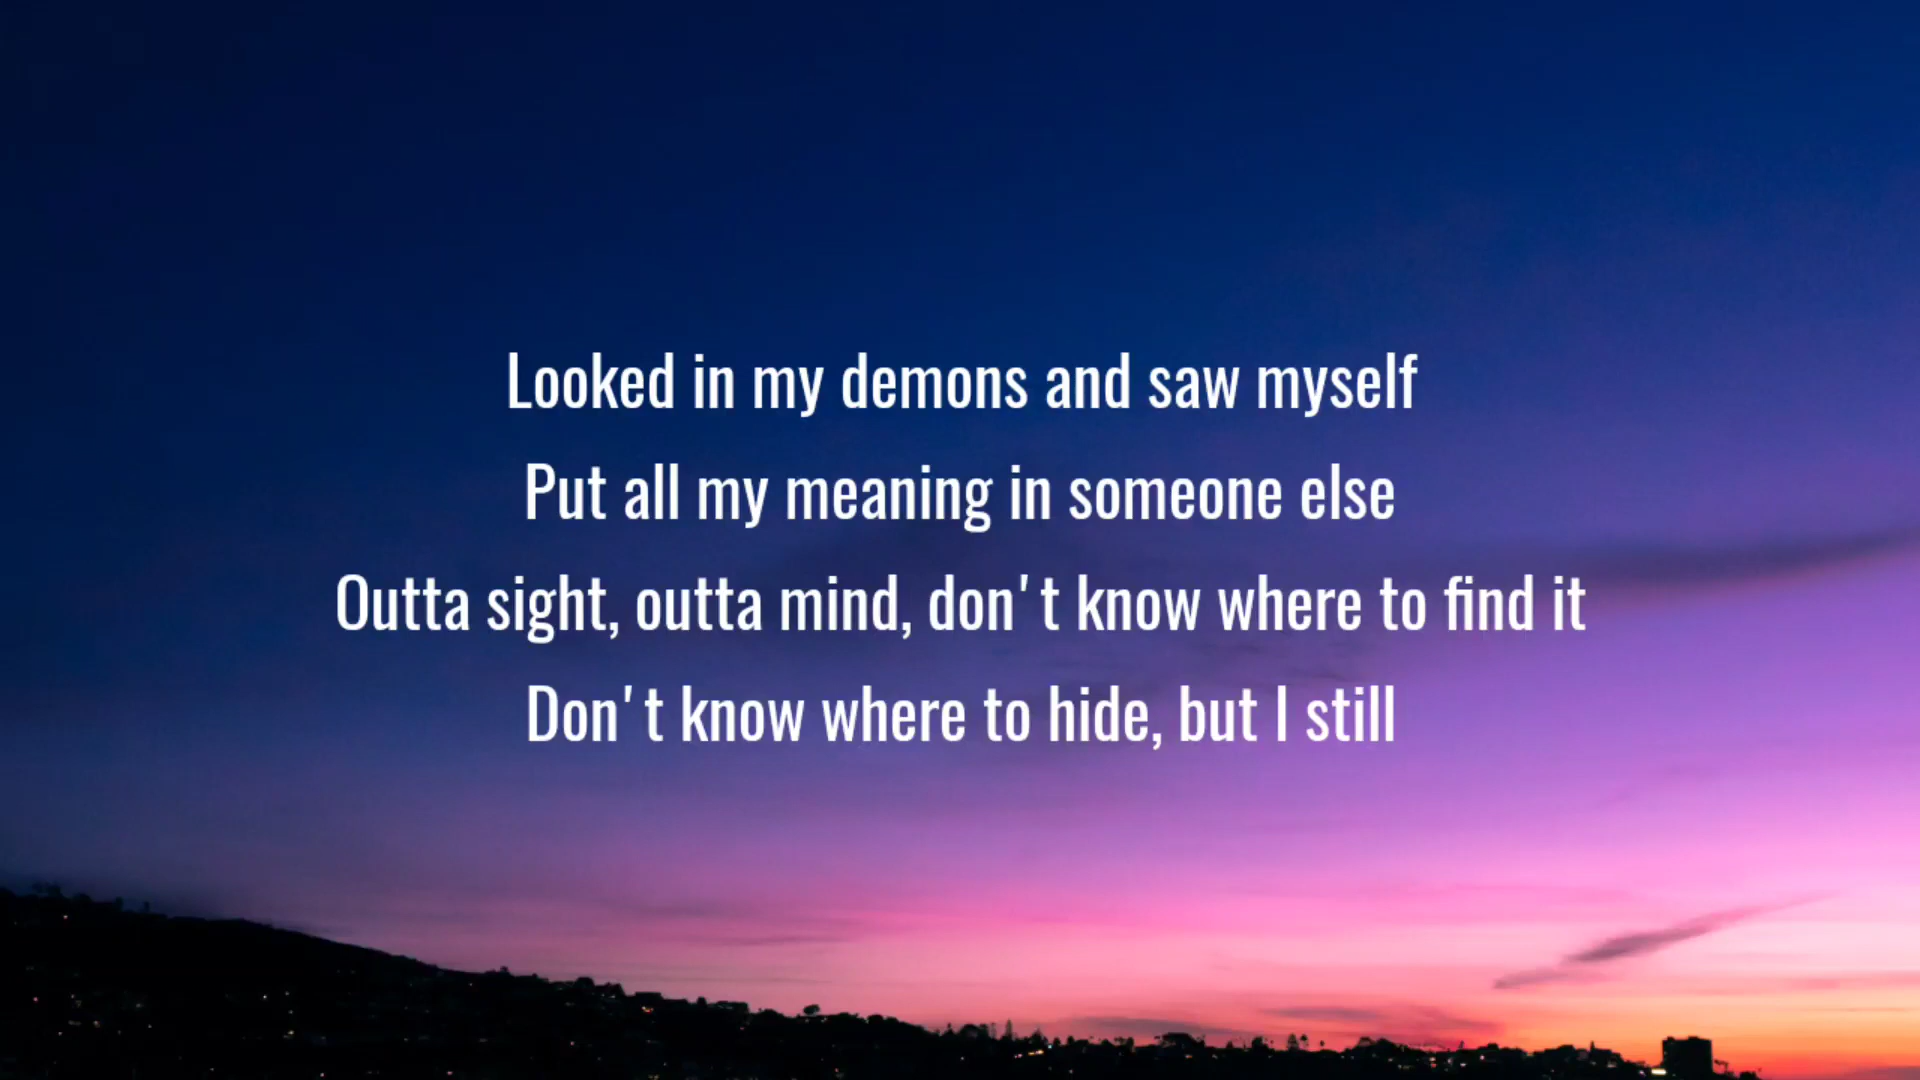 Looked in my demons and saw myself
Put all my meaning in someone else
Outta sight, outta mind, don't know where to find it
Don't know where to hide, but I still